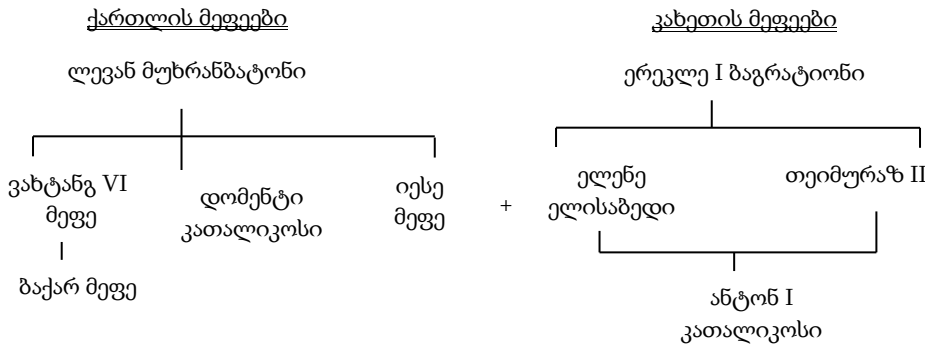 ქართლის მეფეები
ლევან მუხრანბატონი
ვახტანგ VI
მეფე
დომენტი
კათალიკოსი
იესე
მეფე
ბაქარ მეფე
+
კახეთის მეფეები
ერეკლე I ბაგრატიონი
ელენე
ელისაბედი
თეიმურაზ II
ანტონ I
კათალიკოსი